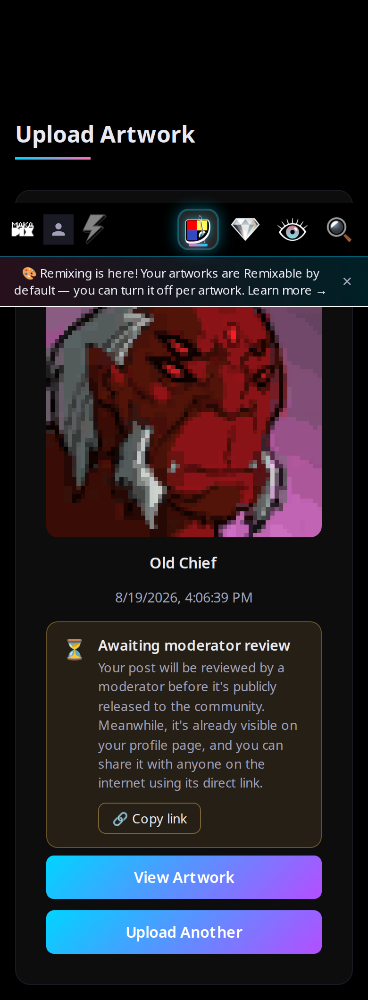 Upload Artwork
🎨 Remixing is here! Your artworks are Remixable by
default — you can turn it off per artwork. Learn more →
✕
Old Chief
8/19/2026, 4:06:39 PM
Awaiting moderator review
Your post will be reviewed by a
moderator before it's publicly
released to the community.
Meanwhile, it's already visible on
your profile page, and you can
share it with anyone on the
internet using its direct link.
🔗 Copy link
View Artwork
Upload Another